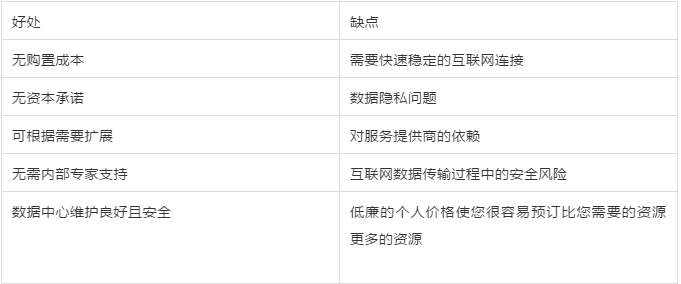 好处
缺点
无购置成本
需要快速稳定的互联网连接
无资本承诺
数据隐私问题
可根据需要扩展
对服务提供商的依赖
无需内部专家支持
互联网数据传输过程中的安全风险
数据中心维护良好且安全
低廉的个人价格使您很容易预订比您需要的资源
更多的资源